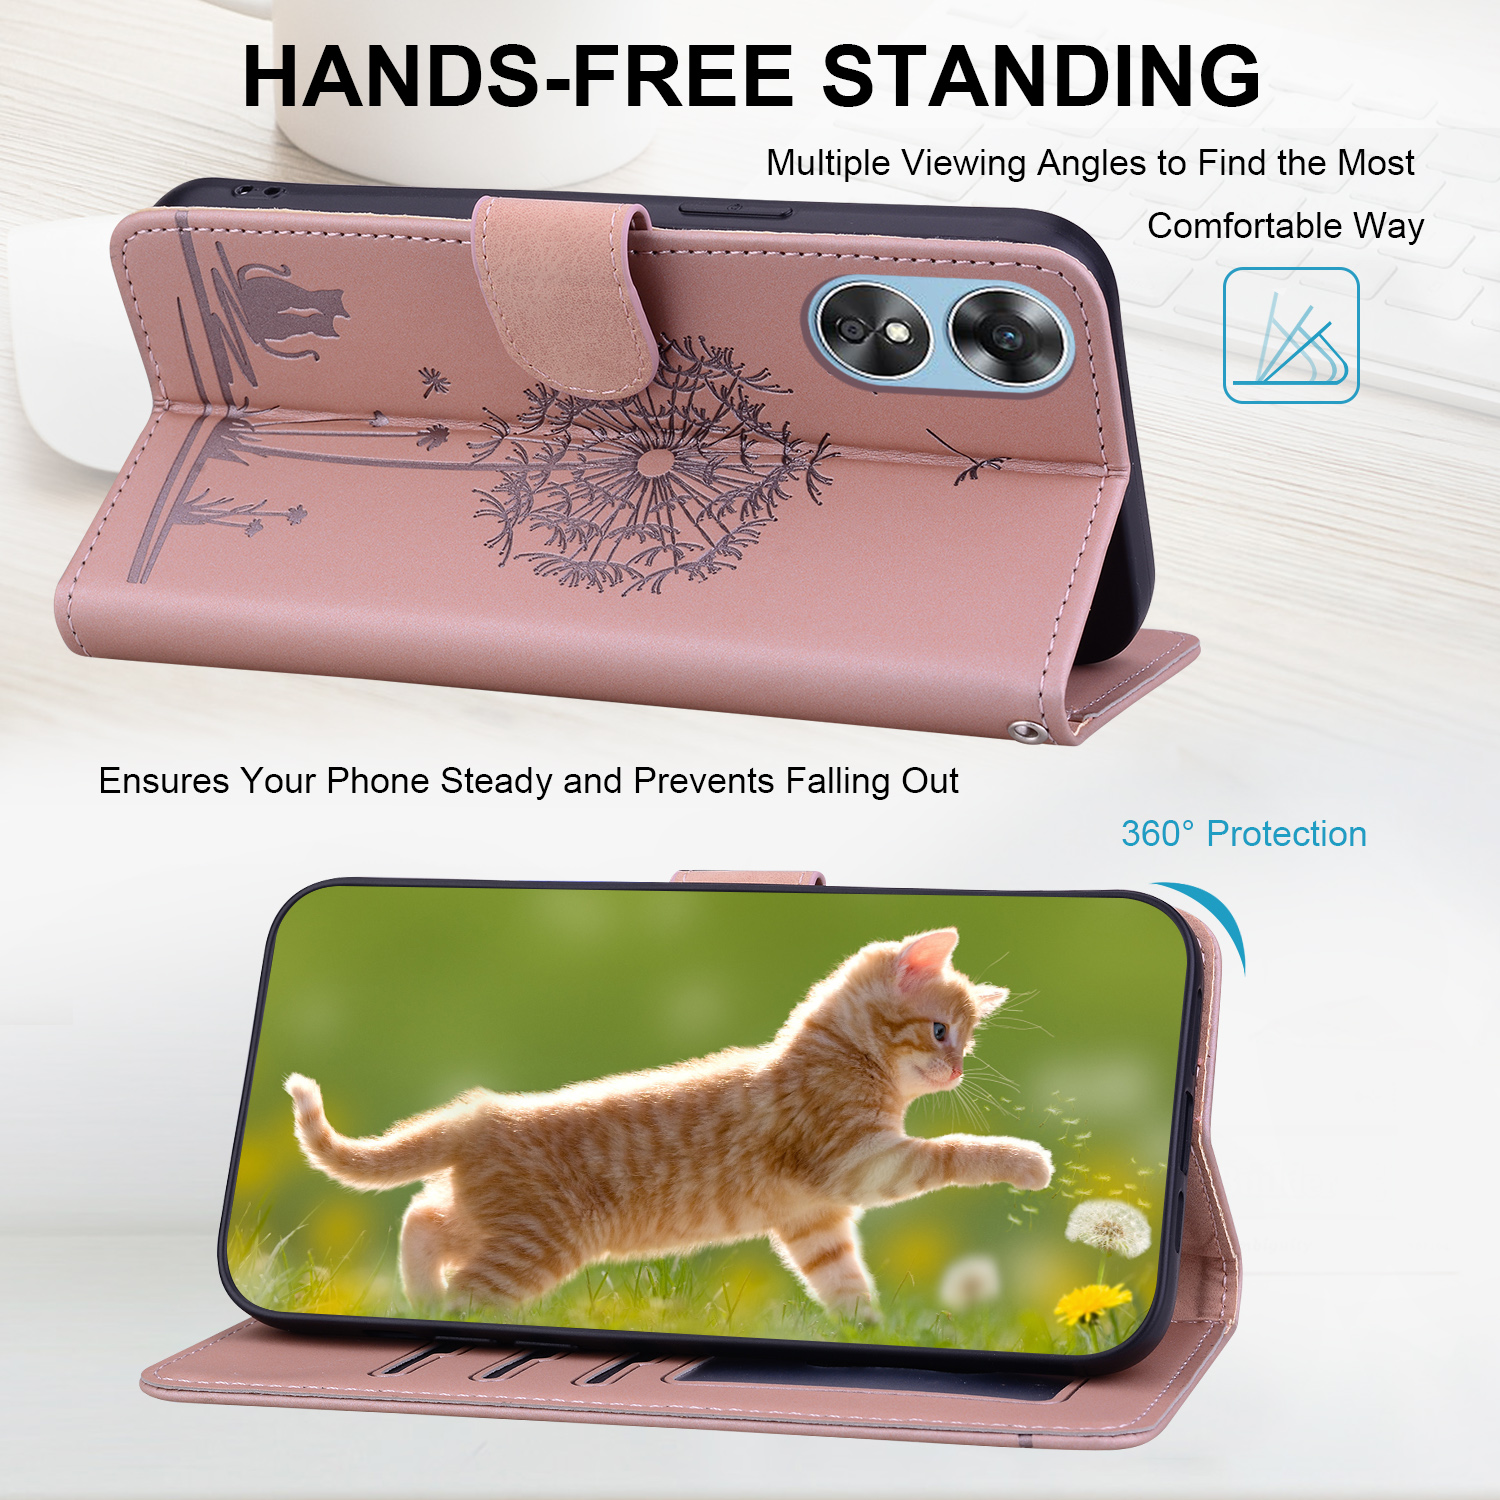 HANDS-FREE STANDING
Multiple Viewing Angles to Find the Most
Comfortable Way
Ensures Your Phone Steady and Prevents Falling Out
360° Protection